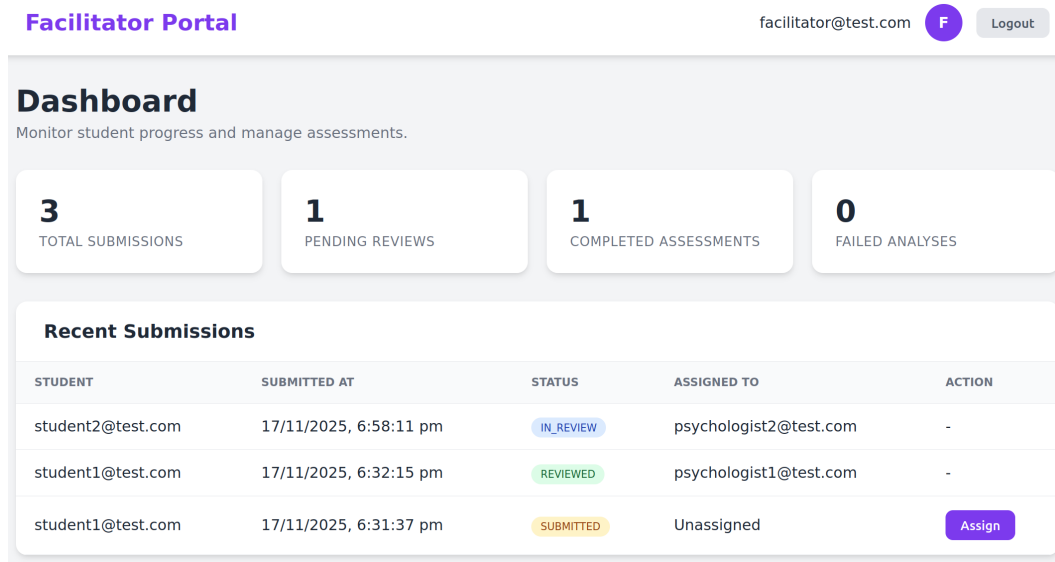 Facilitator Portal
facilitator@test.com F Logout
Dashboard
Monitor student progress and manage assessments.
3
TOTAL SUBMISSIONS
1
PENDING REVIEWS
1
COMPLETED ASSESSMENTS
0
FAILED ANALYSES
Recent Submissions
STUDENT SUBMITTED AT STATUS ASSIGNED TO ACTION
student2@test.com 17/11/2025, 6:58:11 pm IN_REVIEW psychologist2@test.com -
student1@test.com 17/11/2025, 6:32:15 pm REVIEWED psychologist1@test.com -
student1@test.com 17/11/2025, 6:31:37 pm SUBMITTED Unassigned Assign